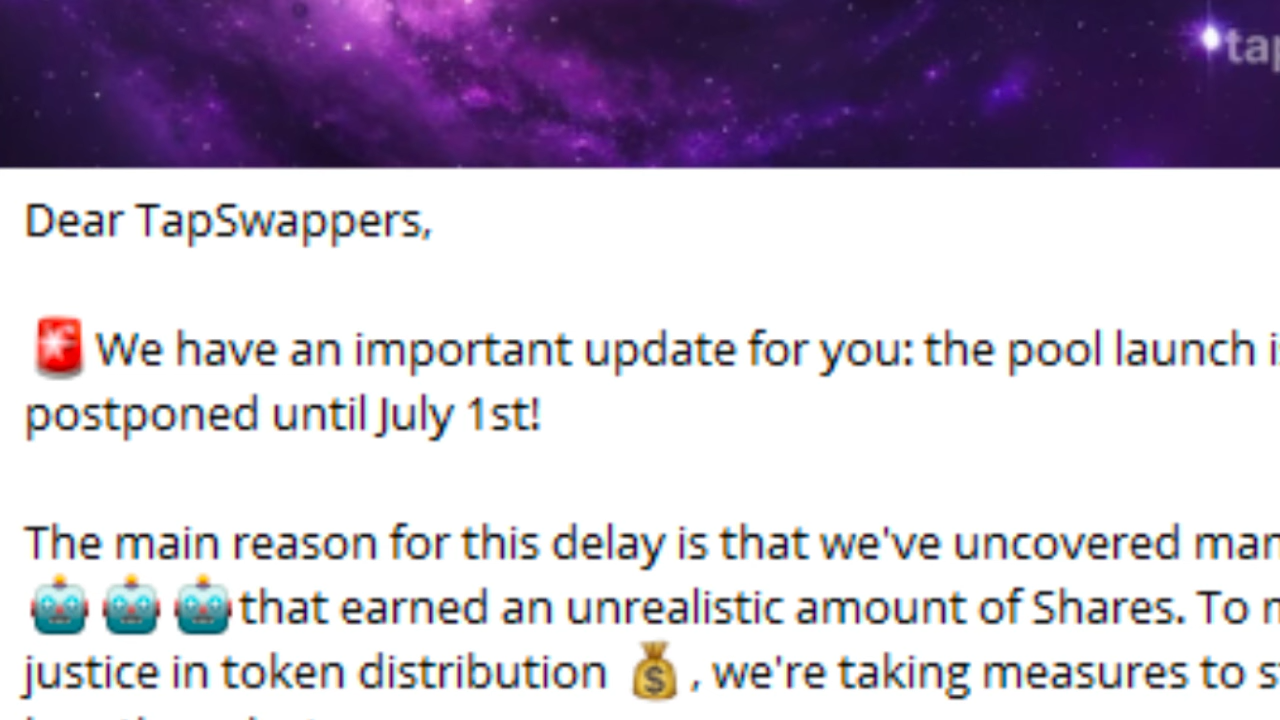 tap
Dear TapSwappers,
🚨 We have an important update for you: the pool launch
postponed until July 1st!
The main reason for this delay is that we've uncovered
🤖 🤖 🤖 that earned an unrealistic amount of Shares. To
justice in token distribution 💰, we're taking measures to